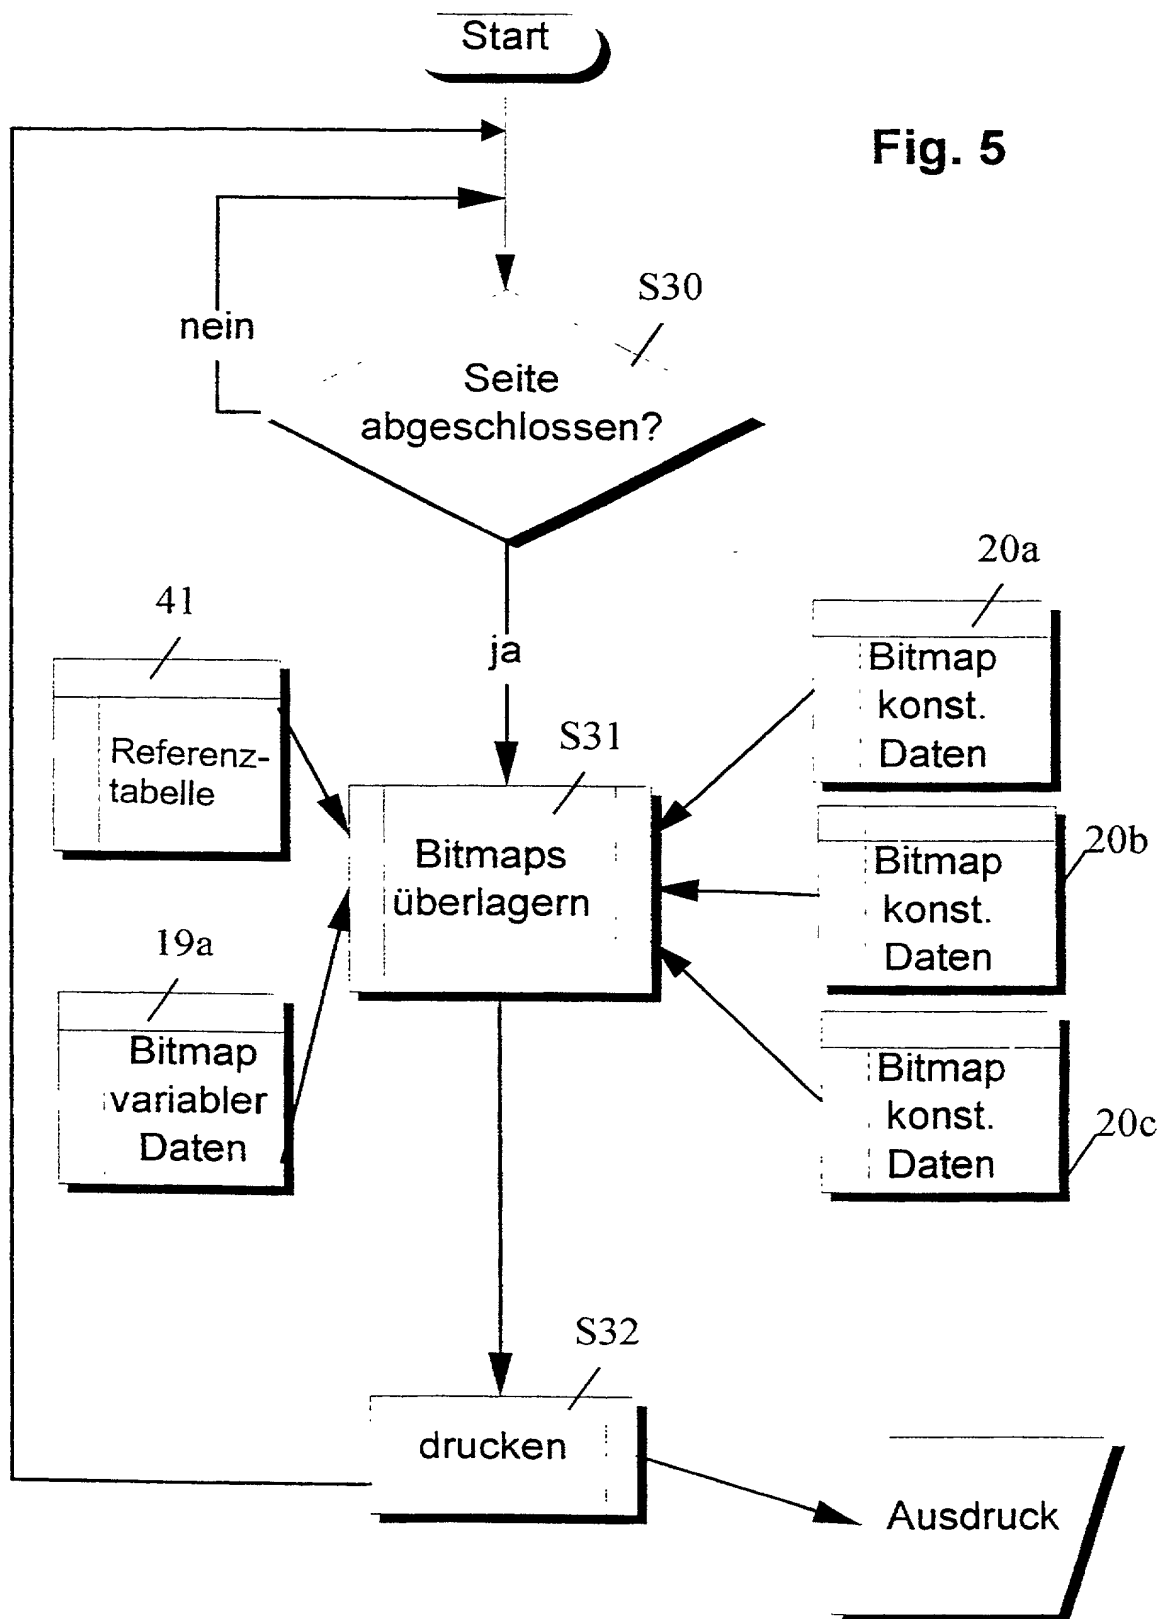 Start
Fig. 5
S30
nein
Seite
abgeschlossen?
20a
41
ja
Bitmap
konst.
Daten
Referenz-
tabelle
S31
Bitmaps
überlagern
20b
Bitmap
konst.
Daten
19a
Bitmap
variabler
Daten
Bitmap
konst.
Daten
20c
S32
drucken
Ausdruck